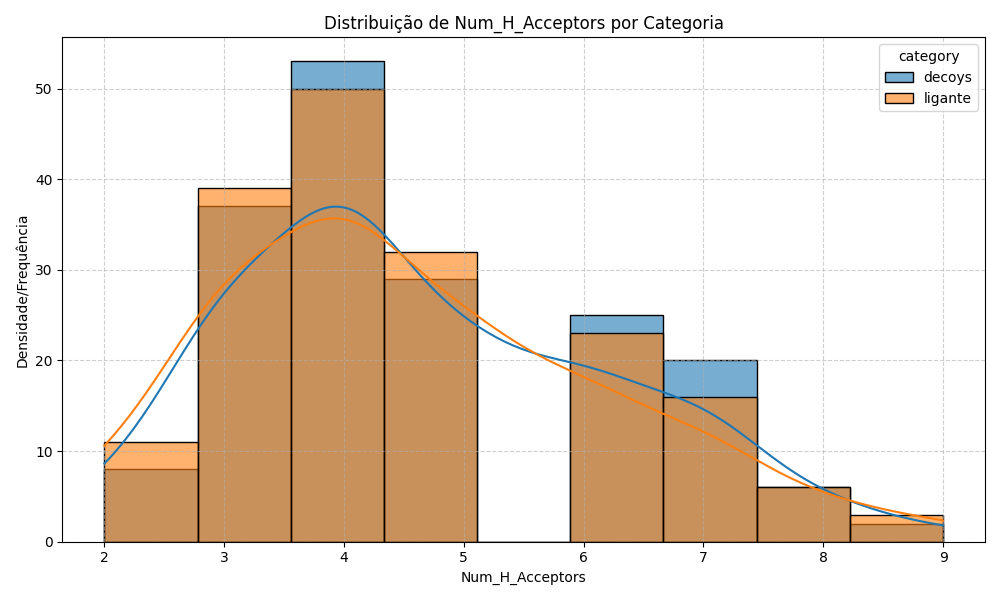 Distribuição de Num_H_Acceptors por Categoria
Densidade/Frequência
50
40
30
20
10
0
category
decoys
ligante
2 3 4 5 6 7 8 9
Num_H_Acceptors